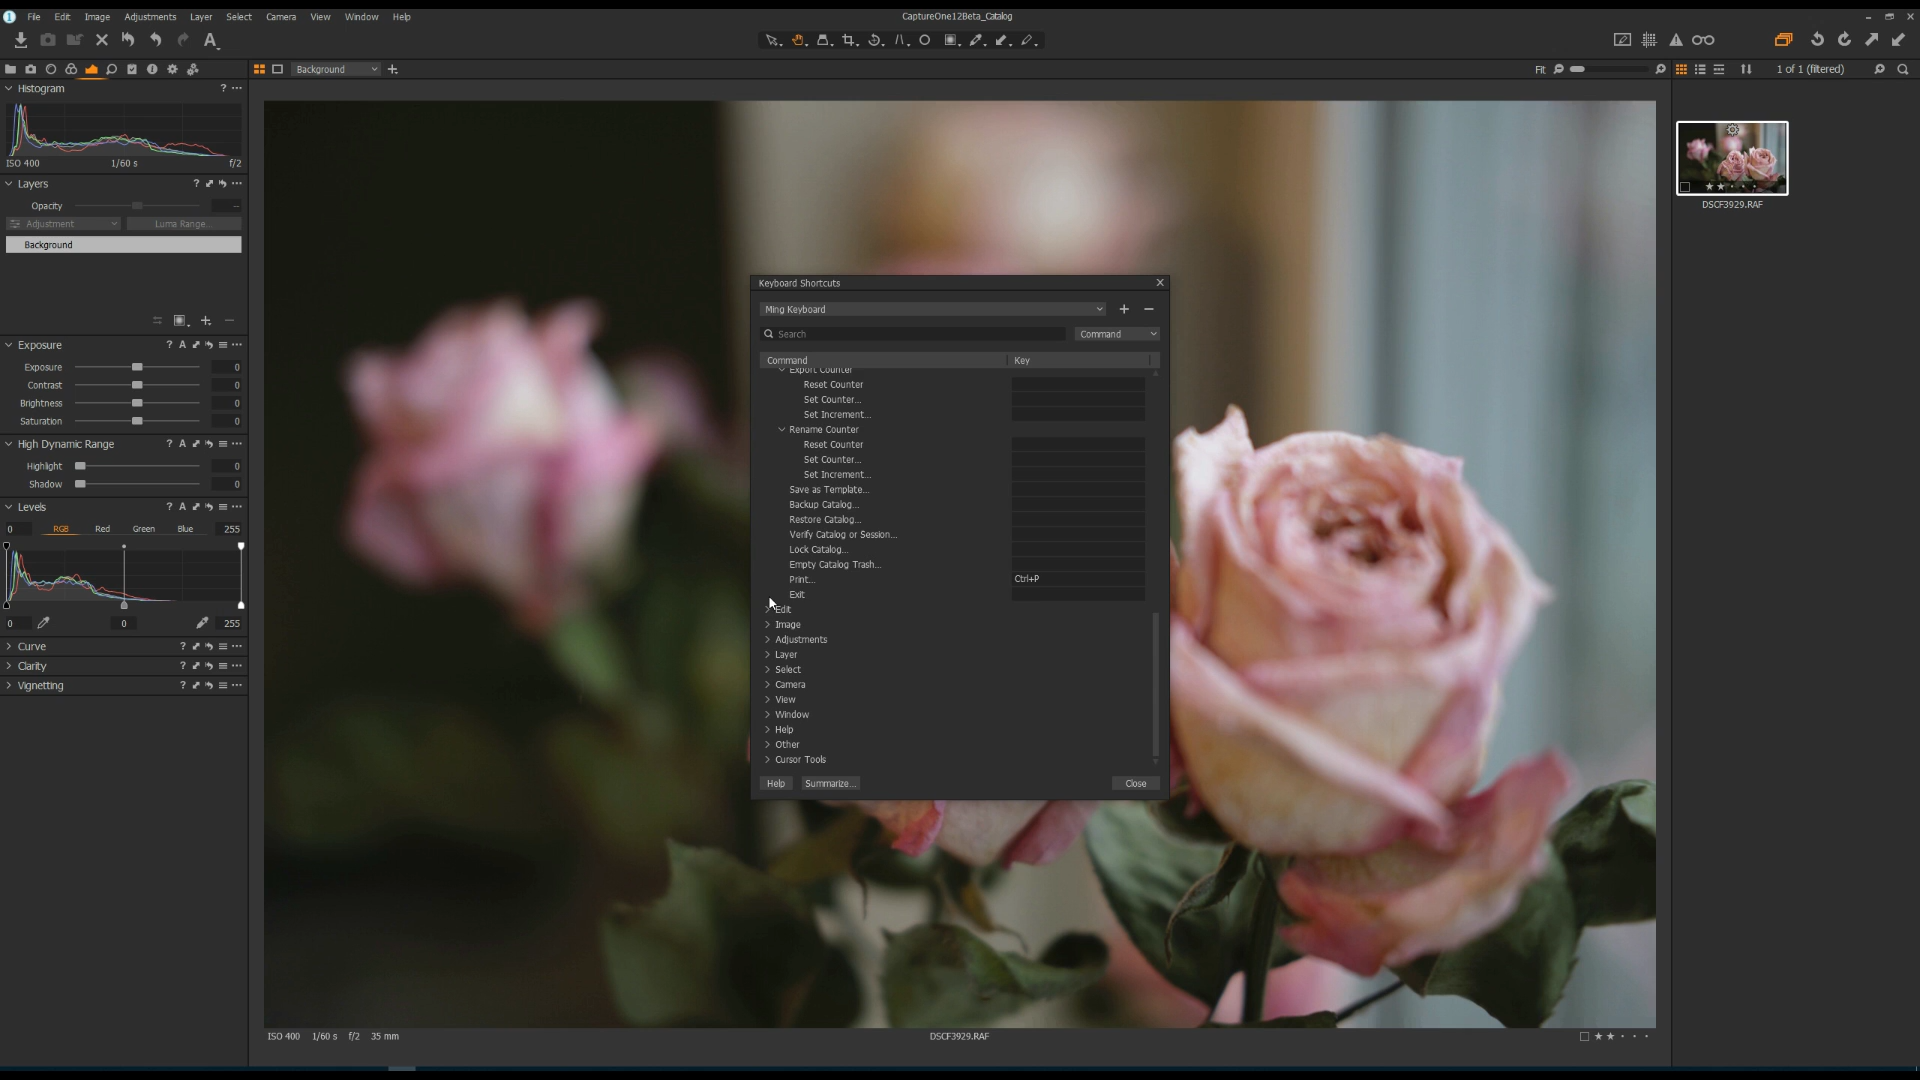 File Edit Image Adjustments Layer Select Camera View Window Help
CaptureOne12Beta_Catalog
Background
Fit
1 of 1 (filtered)
Histogram
ISO 400 1/60 s f/2
Layers
Opacity
Adjustment Luma Range...
Background
Exposure
Exposure 0
Contrast 0
Brightness 0
Saturation 0
High Dynamic Range
Highlight 0
Shadow 0
Levels
0 RGB Red Green Blue 255
0 0 255
Curve
Clarity
Vignetting
Keyboard Shortcuts
Ming Keyboard
Search Command
Command Key
Export Counter
Reset Counter
Set Counter...
Set Increment...
Rename Counter
Reset Counter
Set Counter...
Set Increment...
Save as Template...
Backup Catalog...
Restore Catalog...
Verify Catalog or Session...
Lock Catalog...
Empty Catalog Trash...
Print... Ctrl+P
Exit
Edit
Image
Adjustments
Layer
Select
Camera
View
Window
Help
Other
Cursor Tools
Help Summarize... Close
DSCF3929.RAF
ISO 400 1/60 s f/2 35 mm
DSCF3929.RAF